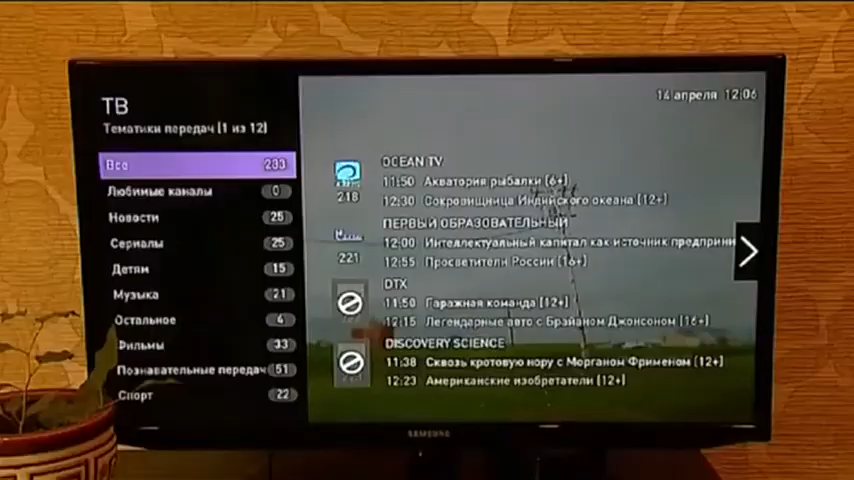 ТВ
Тематики передач [1 из 12]
Все 233
Любимые каналы 0
Новости 25
Сериалы 25
Детям 15
Музыка 21
Остальное 4
Фильмы 33
Познавательные передач 51
Спорт 22
14 апреля 12:06
OCEAN TV
218
11:50 Акватория рыбалки [6+]
12:30 Сокровищница Индийского океана [12+]
ПЕРВЫЙ ОБРАЗОВАТЕЛЬНЫЙ
221
12:00 Интеллектуальный капитал как источник предприни
12:55 Просветители России [16+]
DTX
11:50 Гаражная команда [12+]
12:15 Легендарные авто с Брайаном Джонсоном [16+]
DISCOVERY SCIENCE
11:38 Сквозь кротовую нору с Морганом Фрименом [12+]
12:23 Американские изобретатели [12+]
SAMSUNG